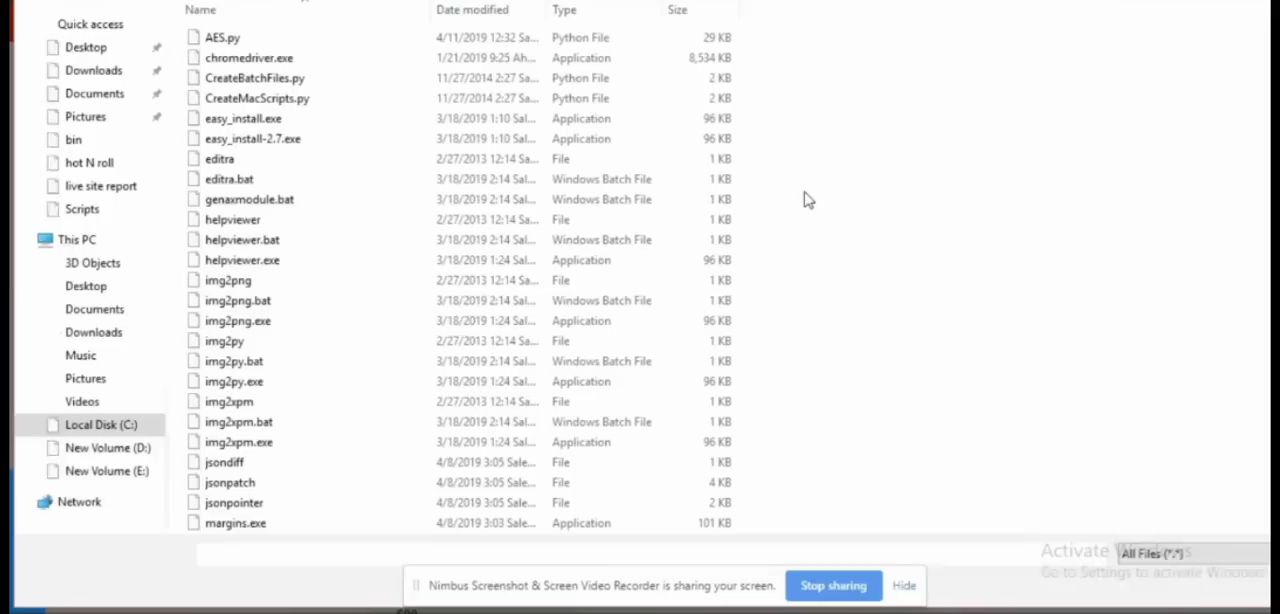 Name Date modified Type Size
Quick access
Desktop
Downloads
Documents
Pictures
bin
hot N roll
live site report
Scripts
This PC
3D Objects
Desktop
Documents
Downloads
Music
Pictures
Videos
Local Disk (C:)
New Volume (D:)
New Volume (E:)
Network
AES.py 4/11/2019 12:32 Sa... Python File 29 KB
chromedriver.exe 1/21/2019 9:25 Ah... Application 8,534 KB
CreateBatchFiles.py 11/27/2014 2:27 Sa... Python File 2 KB
CreateMacScripts.py 11/27/2014 2:27 Sa... Python File 2 KB
easy_install.exe 3/18/2019 1:10 Sal... Application 96 KB
easy_install-2.7.exe 3/18/2019 1:10 Sal... Application 96 KB
editra 2/27/2013 12:14 Sa... File 1 KB
editra.bat 3/18/2019 2:14 Sal... Windows Batch File 1 KB
genaxmodule.bat 3/18/2019 2:14 Sal... Windows Batch File 1 KB
helpviewer 2/27/2013 12:14 Sa... File 1 KB
helpviewer.bat 3/18/2019 2:14 Sal... Windows Batch File 1 KB
helpviewer.exe 3/18/2019 1:24 Sal... Application 96 KB
img2png 2/27/2013 12:14 Sa... File 1 KB
img2png.bat 3/18/2019 2:14 Sal... Windows Batch File 1 KB
img2png.exe 3/18/2019 1:24 Sal... Application 96 KB
img2py 2/27/2013 12:14 Sa... File 1 KB
img2py.bat 3/18/2019 2:14 Sal... Windows Batch File 1 KB
img2py.exe 3/18/2019 1:24 Sal... Application 96 KB
img2xpm 2/27/2013 12:14 Sa... File 1 KB
img2xpm.bat 3/18/2019 2:14 Sal... Windows Batch File 1 KB
img2xpm.exe 3/18/2019 1:24 Sal... Application 96 KB
jsondiff 4/8/2019 3:05 Sale... File 1 KB
jsonpatch 4/8/2019 3:05 Sale... File 4 KB
jsonpointer 4/8/2019 3:05 Sale... File 2 KB
margins.exe 4/8/2019 3:03 Sale... Application 101 KB
Activate Windows
All Files (*.*)
Go to Settings to activate Windows
Nimbus Screenshot & Screen Video Recorder is sharing your screen. Stop sharing Hide